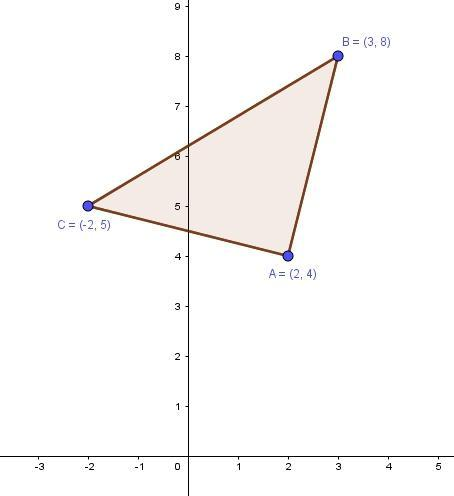 9
B = (3, 8)
8
7
6
5
C = (-2, 5)
4
A = (2, 4)
3
2
1
-3 -2 -1 0 1 2 3 4 5